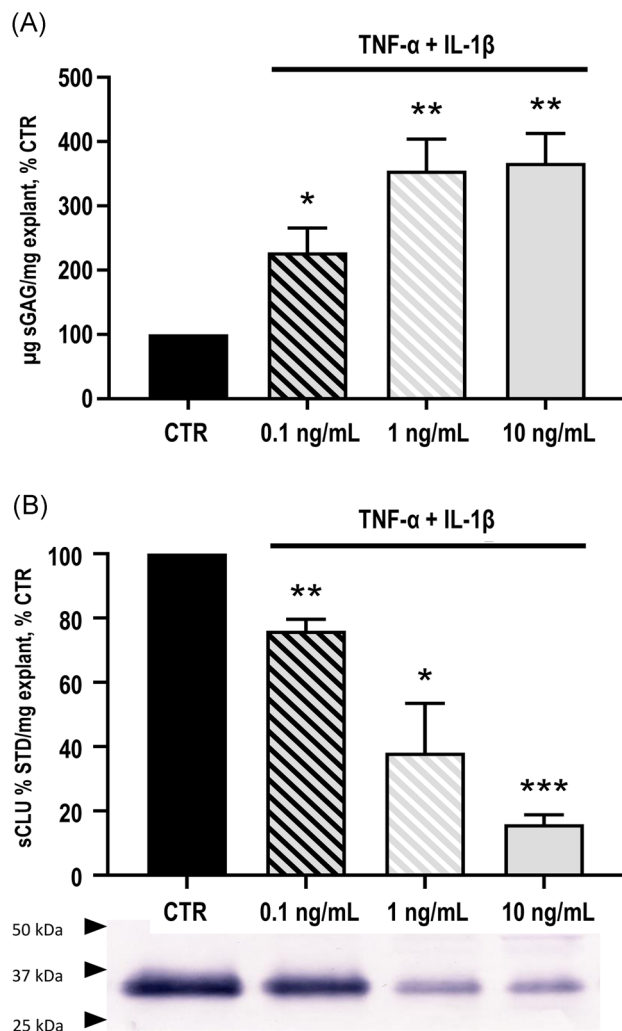 (A)
TNF-α + IL-1β
µg sGAG/mg explant, % CTR
500
400
300
200
100
0
*
**
**
CTR
0.1 ng/mL
1 ng/mL
10 ng/mL
(B)
TNF-α + IL-1β
sCLU % STD/mg explant, % CTR
100
80
60
40
20
0
**
*
***
CTR
0.1 ng/mL
1 ng/mL
10 ng/mL
50 kDa
37 kDa
25 kDa